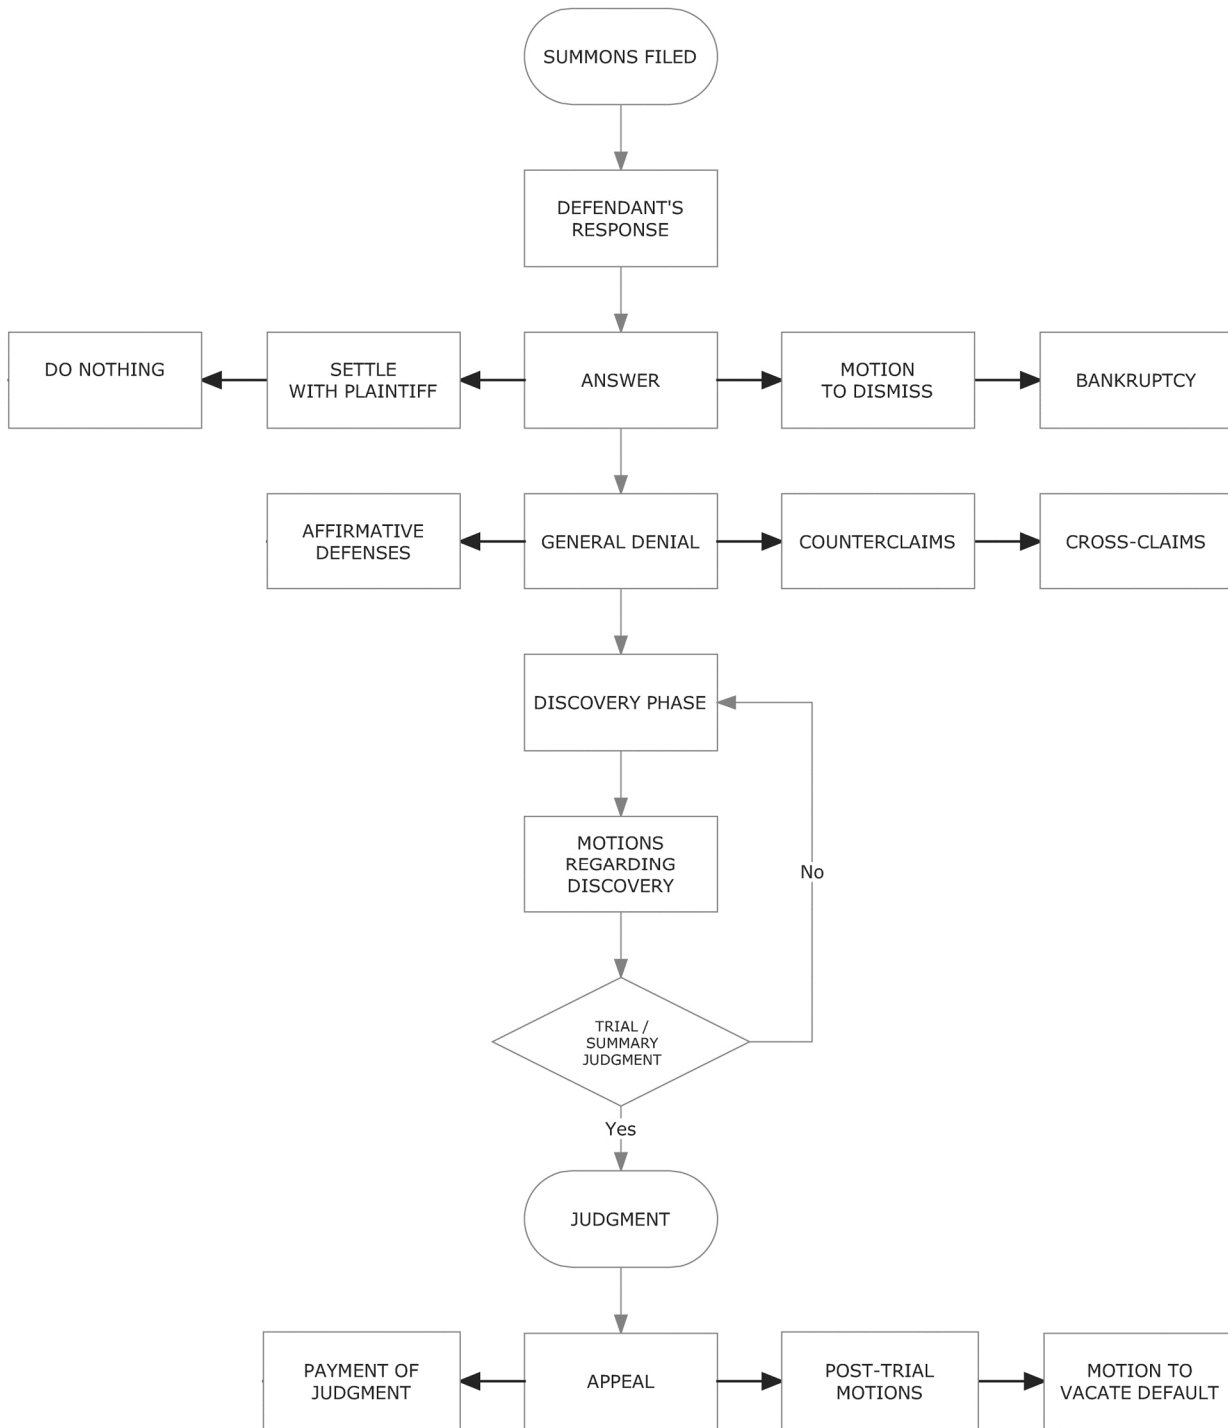 SUMMONS FILED
DEFENDANT'S
RESPONSE
DO NOTHING
SETTLE
WITH PLAINTIFF
ANSWER
MOTION
TO DISMISS
BANKRUPTCY
AFFIRMATIVE
DEFENSES
GENERAL DENIAL
COUNTERCLAIMS
CROSS-CLAIMS
DISCOVERY PHASE
MOTIONS
REGARDING
DISCOVERY
No
TRIAL /
SUMMARY
JUDGMENT
Yes
JUDGMENT
PAYMENT OF
JUDGMENT
APPEAL
POST-TRIAL
MOTIONS
MOTION TO
VACATE DEFAULT